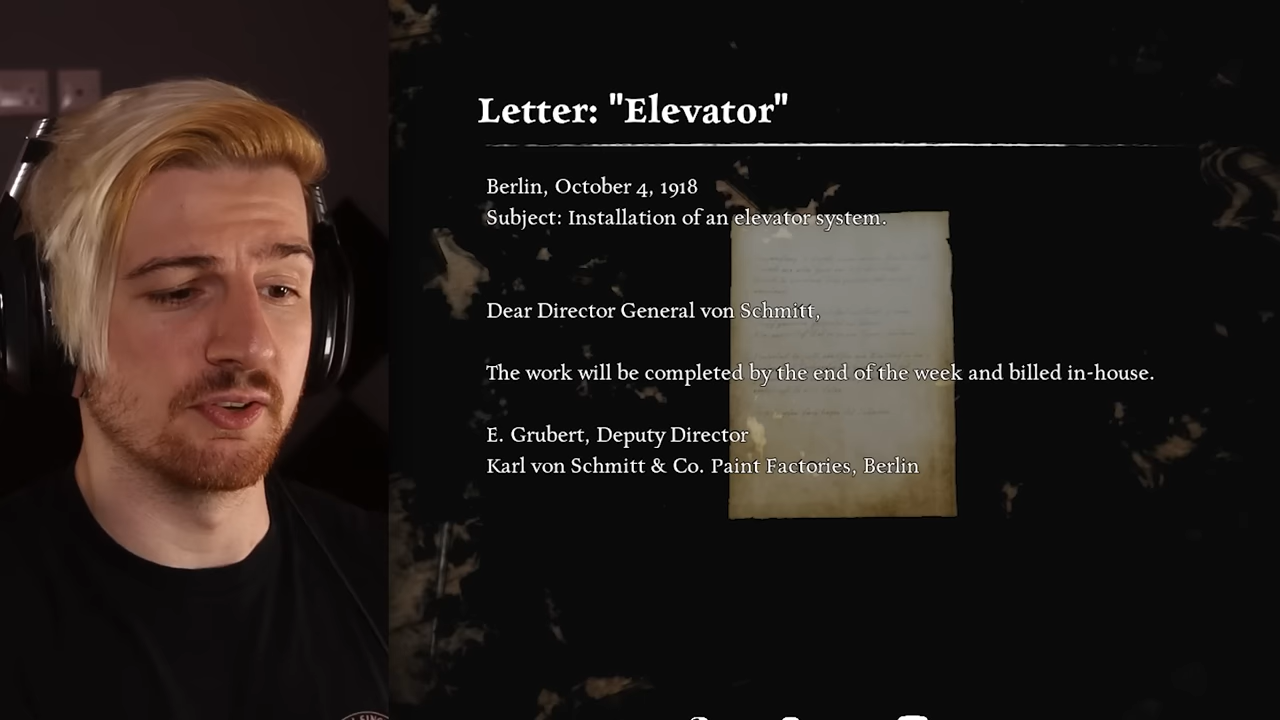 Letter: "Elevator"
Berlin, October 4, 1918
Subject: Installation of an elevator system.
Dear Director General von Schmitt,
The work will be completed by the end of the week and billed in-house.
E. Grubert, Deputy Director
Karl von Schmitt & Co. Paint Factories, Berlin